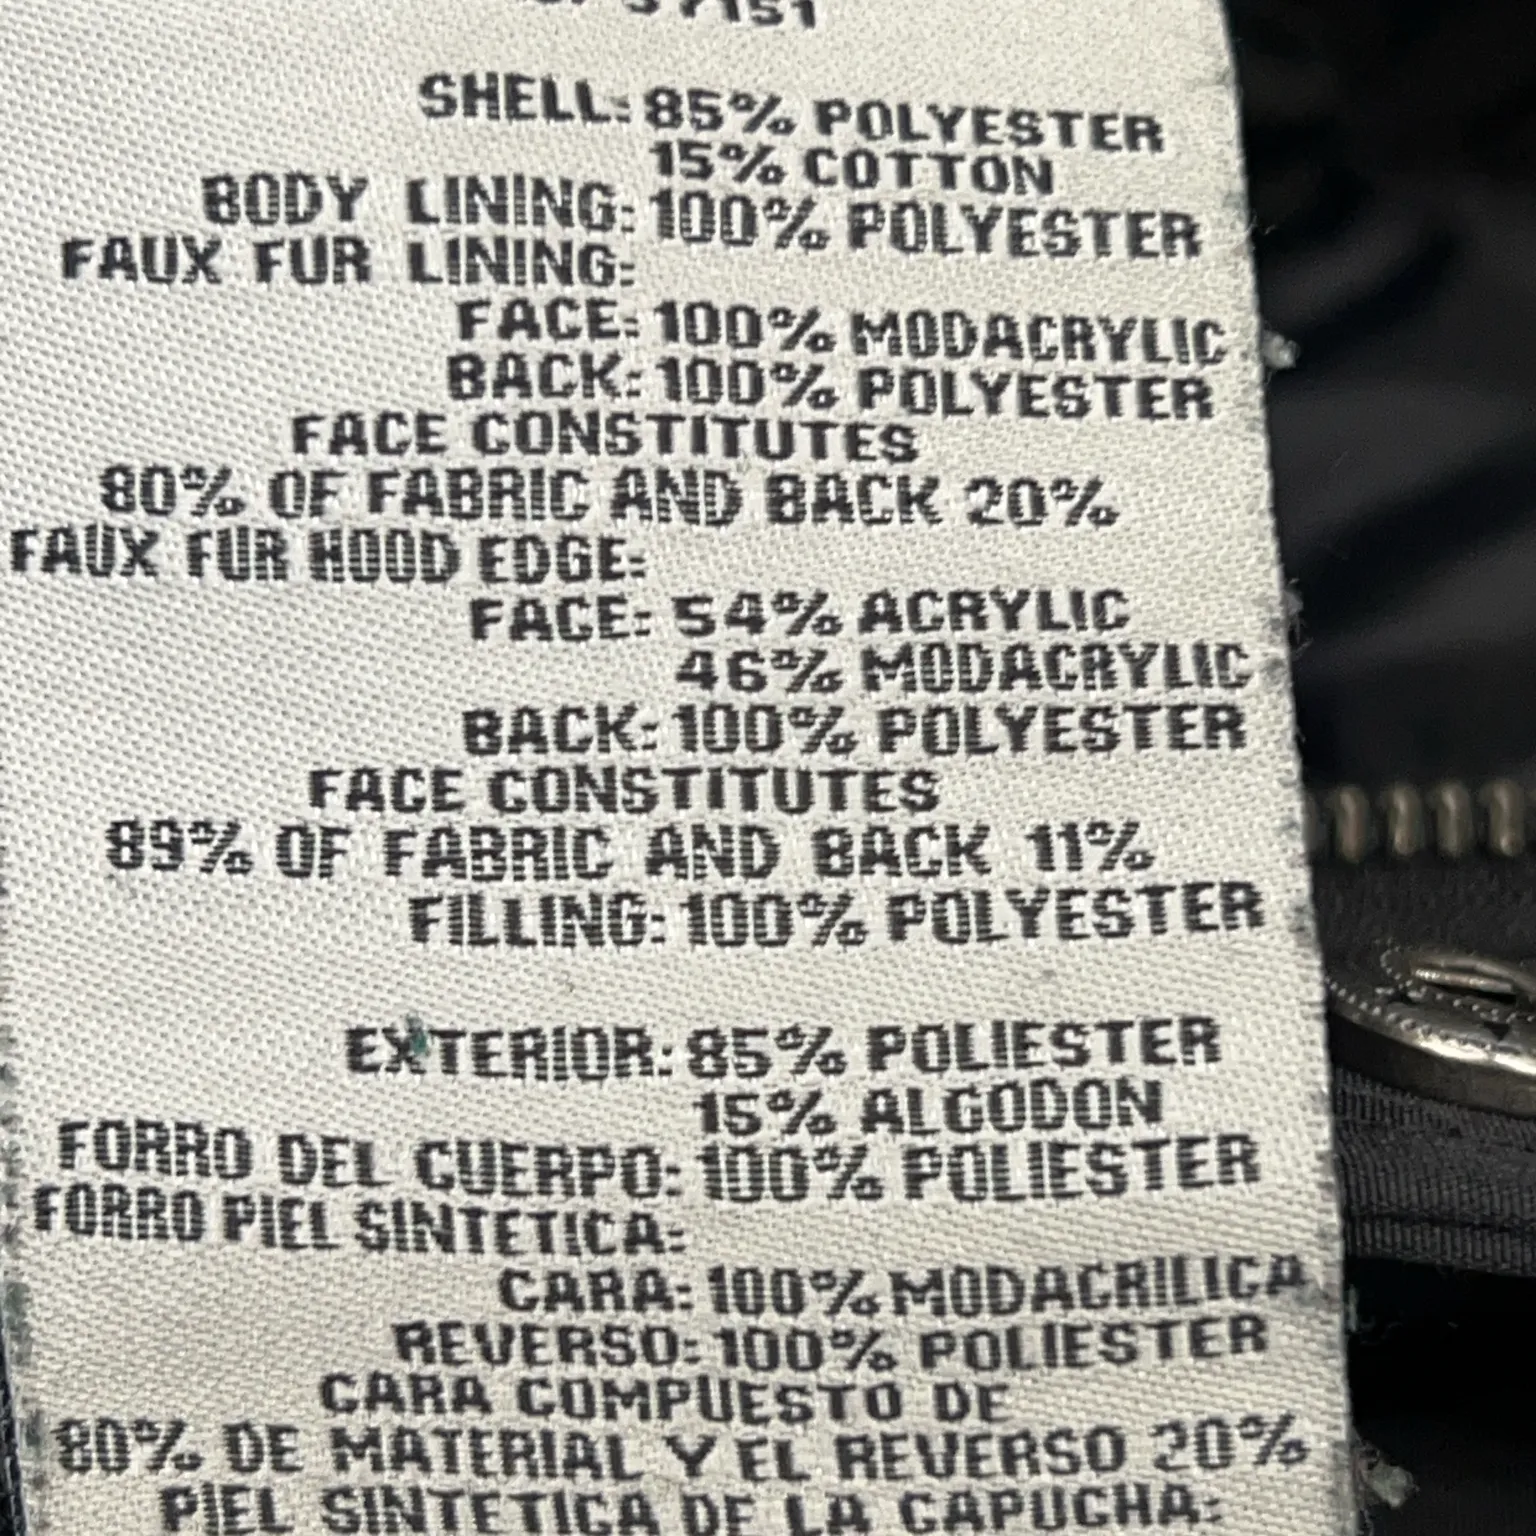 SHELL: 85% POLYESTER
15% COTTON
BODY LINING: 100% POLYESTER
FAUX FUR LINING:
FACE: 100% MODACRYLIC
BACK: 100% POLYESTER
FACE CONSTITUTES
80% OF FABRIC AND BACK 20%
FAUX FUR HOOD EDGE:
FACE: 54% ACRYLIC
46% MODACRYLIC
BACK: 100% POLYESTER
FACE CONSTITUTES
89% OF FABRIC AND BACK 11%
FILLING: 100% POLYESTER
EXTERIOR: 85% POLIESTER
15% ALGODON
FORRO DEL CUERPO: 100% POLIESTER
FORRO PIEL SINTETICA:
CARA: 100% MODACRILICA
REVERSO: 100% POLIESTER
CARA COMPUESTO DE
80% DE MATERIAL Y EL REVERSO 20%
PIEL SINTETICA DE LA CAPUCHA: